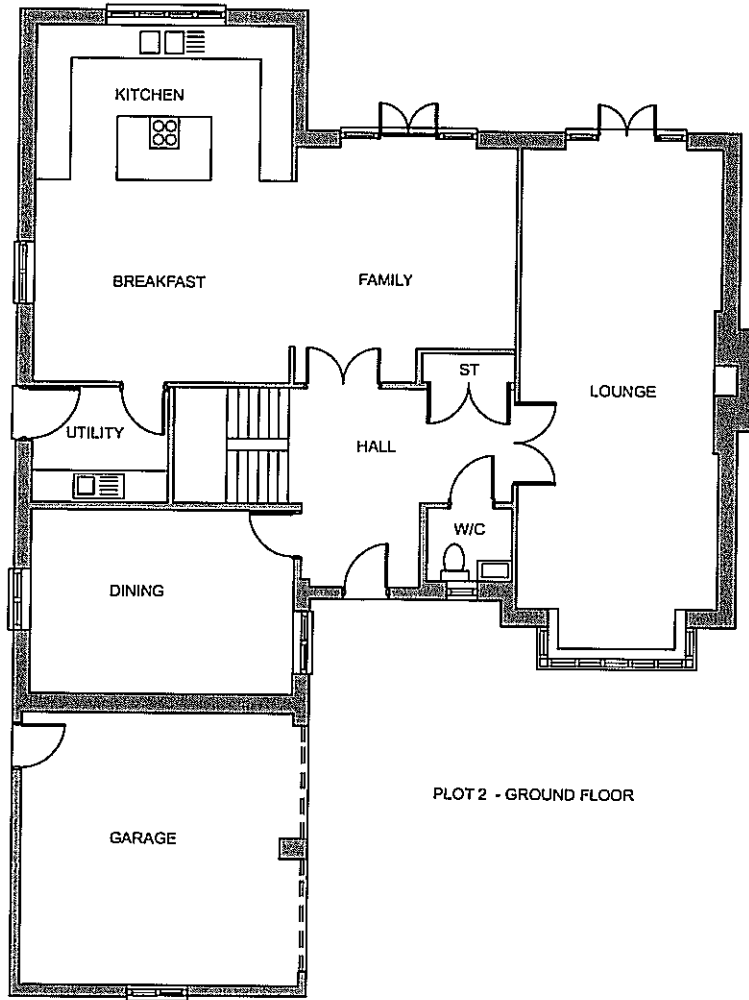 KITCHEN
BREAKFAST
FAMILY
ST
LOUNGE
UTILITY
HALL
W/C
DINING
PLOT 2 - GROUND FLOOR
GARAGE